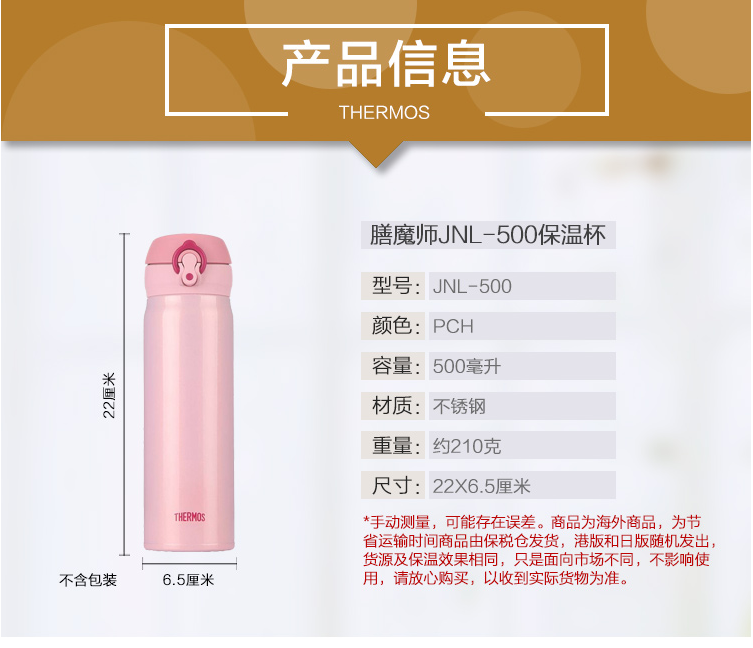 产品信息
THERMOS
膳魔师JNL-500保温杯
型号: JNL-500
颜色: PCH
容量: 500毫升
材质: 不锈钢
重量: 约210克
尺寸: 22X6.5厘米
*手动测量，可能存在误差。商品为海外商品，为节
省运输时间商品由保税仓发货，港版和日版随机发出，
货源及保温效果相同，只是面向市场不同，不影响使
用，请放心购买，以收到实际货物为准。
22厘米
THERMOS
不含包装
6.5厘米